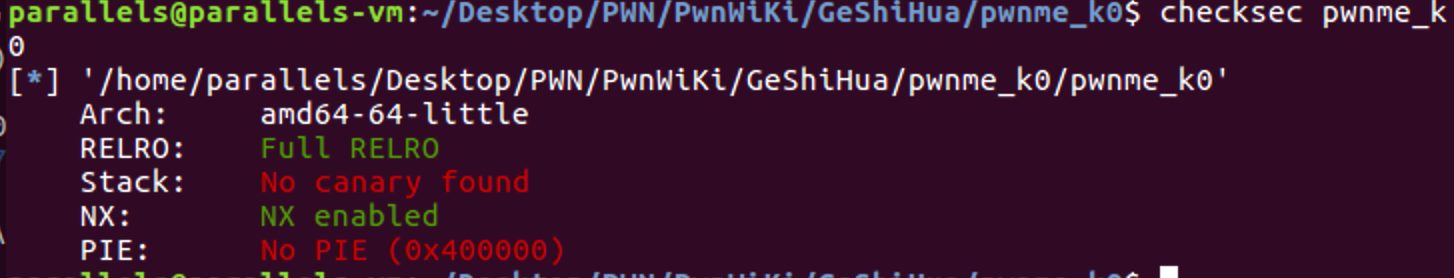 parallels@parallels-vm:~/Desktop/PWN/PwnWiKi/GeShiHua/pwnme_k0$ checksec pwnme_k
0
[*] '/home/parallels/Desktop/PWN/PwnWiKi/GeShiHua/pwnme_k0/pwnme_k0'
    Arch:     amd64-64-little
    RELRO:    Full RELRO
    Stack:    No canary found
    NX:       NX enabled
    PIE:      No PIE (0x400000)